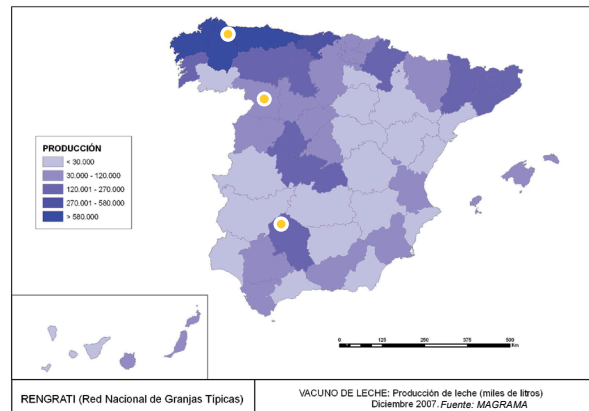 PRODUCCIÓN
< 30.000
30.000 - 120.000
120.001 - 270.000
270.001 - 580.000
> 580.000
0
125
250
375
500
Km
RENGRATI (Red Nacional de Granjas Típicas)
VACUNO DE LECHE: Producción de leche (miles de litros)
Diciembre 2007. Fuente: MAGRAMA